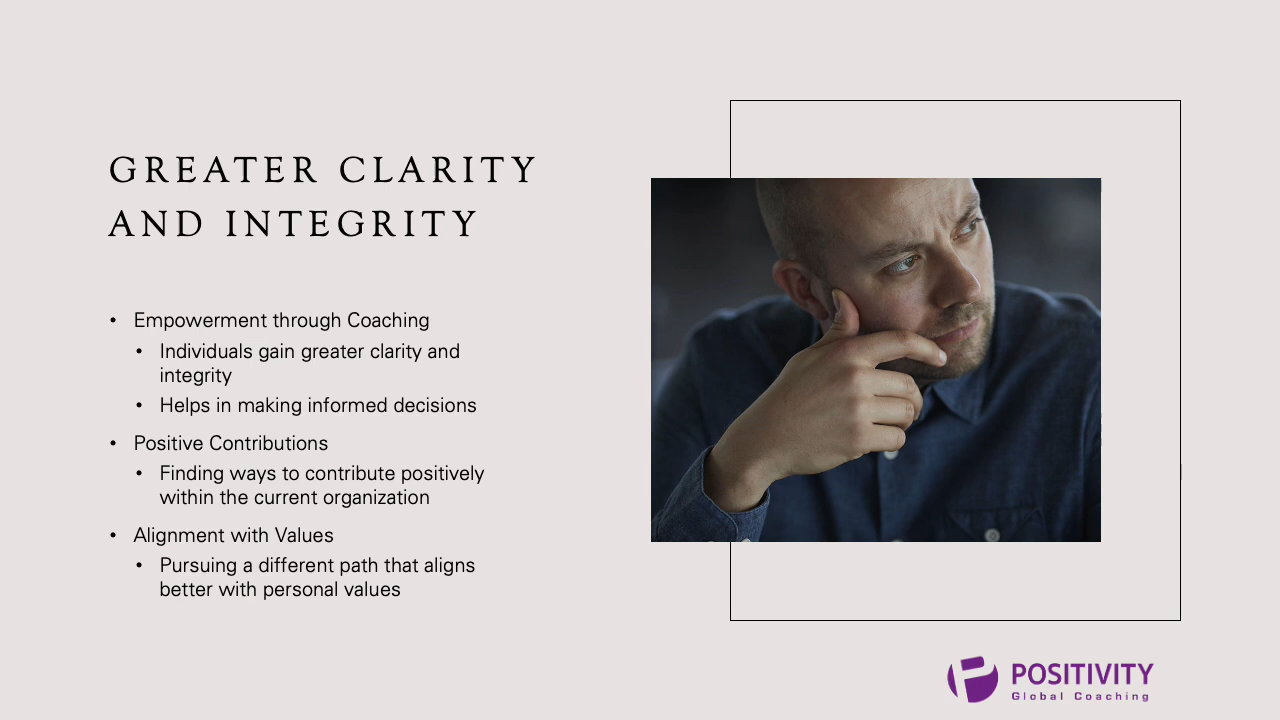 GREATER CLARITY
AND INTEGRITY
• Empowerment through Coaching
• Individuals gain greater clarity and
integrity
• Helps in making informed decisions
• Positive Contributions
• Finding ways to contribute positively
within the current organization
• Alignment with Values
• Pursuing a different path that aligns
better with personal values
POSITIVITY
Global Coaching